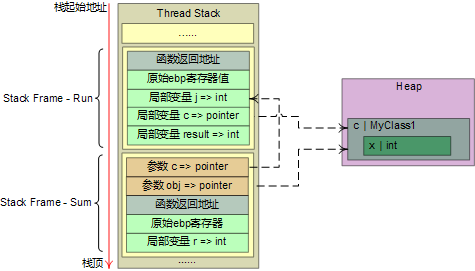 栈起始地址
Thread Stack
......
Stack Frame - Run
函数返回地址
原始ebp寄存器值
局部变量 j => int
局部变量 c => pointer
局部变量 result => int
Stack Frame - Sum
参数 c => pointer
参数 obj => pointer
函数返回地址
原始ebp寄存器
局部变量 r => int
......
栈顶
Heap
c | MyClass1
x | int